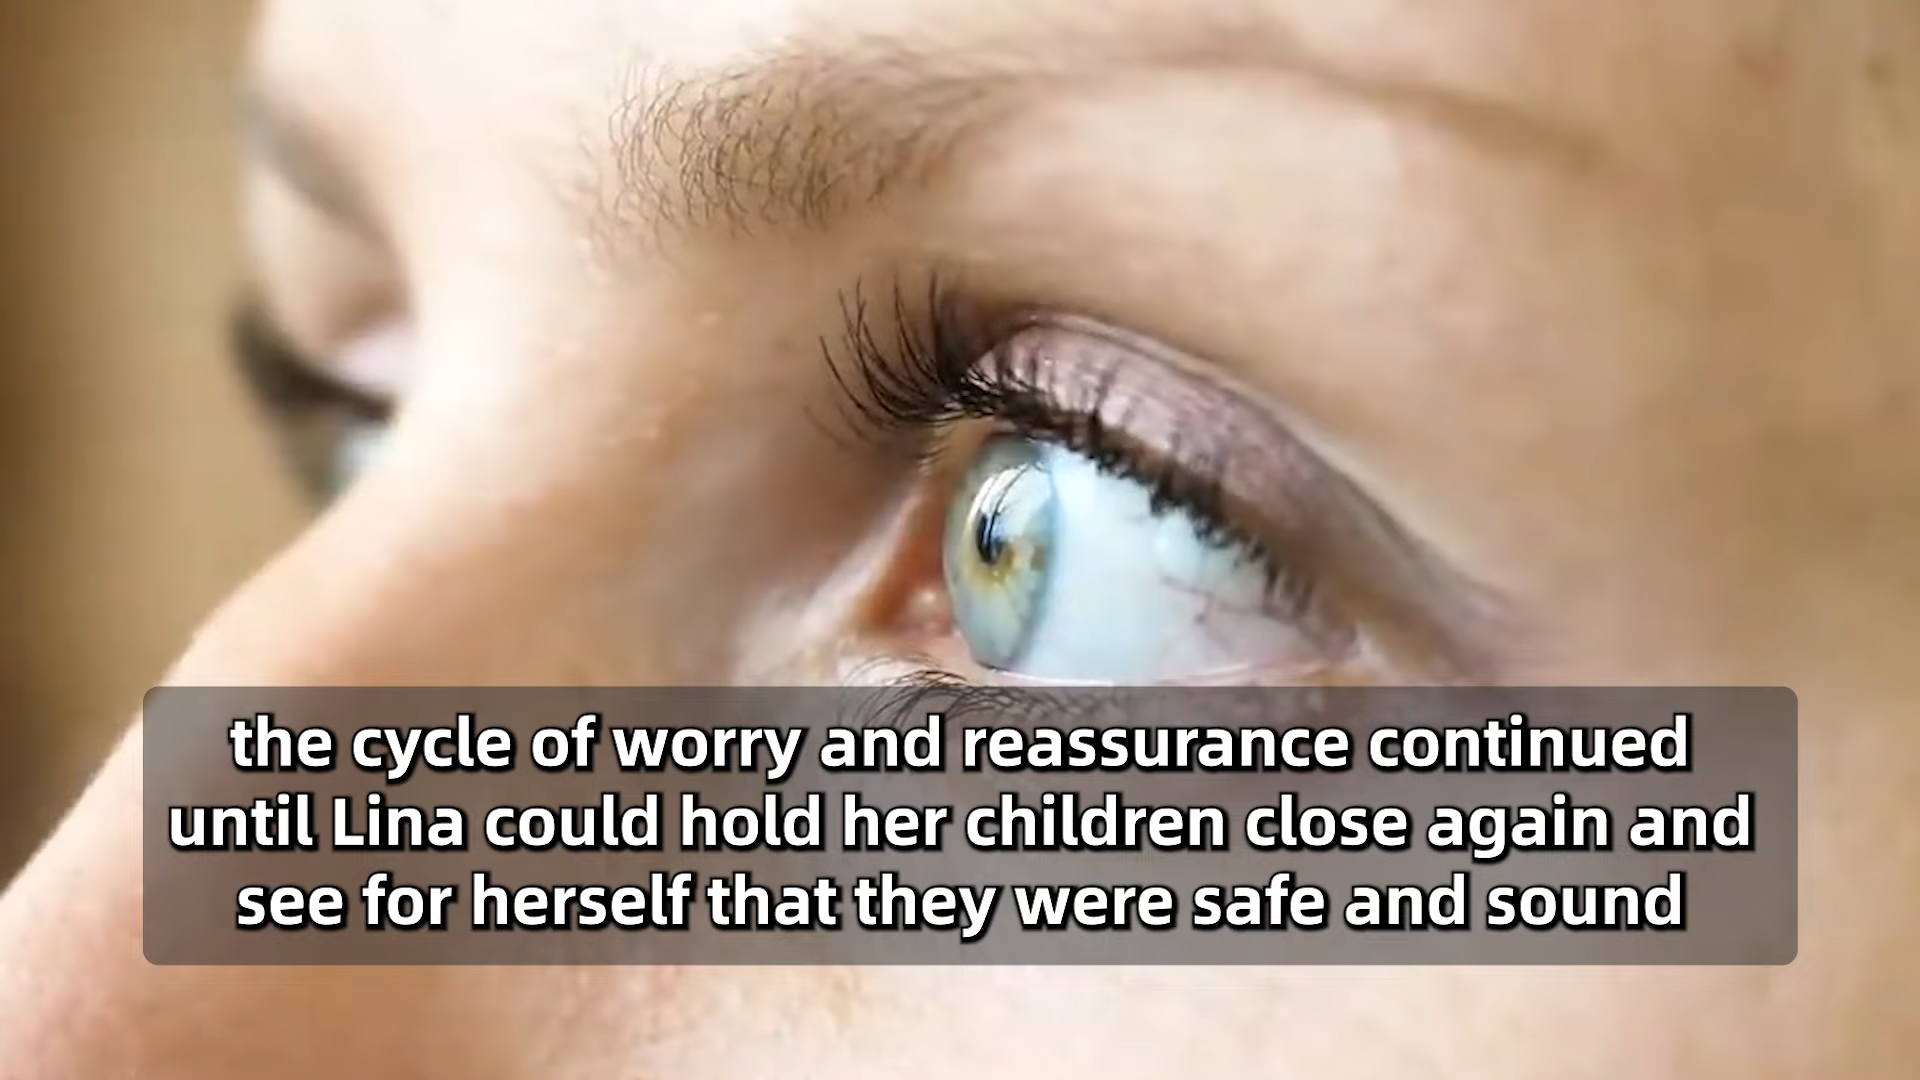 the cycle of worry and reassurance continued
until Lina could hold her children close again and
see for herself that they were safe and sound